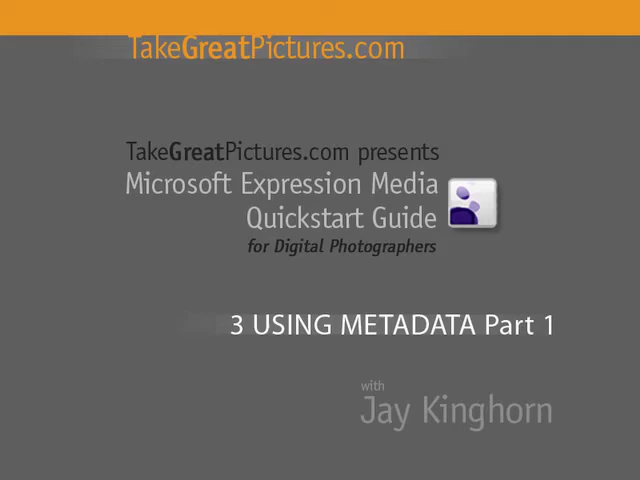 TakeGreatPictures.com
TakeGreatPictures.com presents
Microsoft Expression Media
Quickstart Guide
for Digital Photographers
3 USING METADATA Part 1
with
Jay Kinghorn